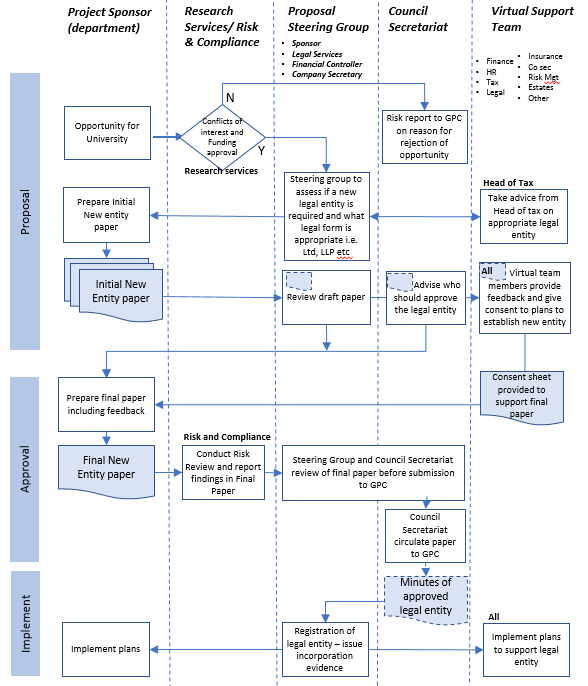 Project Sponsor
(department)
Research
Services/ Risk
& Compliance
Proposal
Steering Group
• Sponsor
• Legal Services
• Financial Controller
• Company Secretary
Council
Secretariat
Virtual Support
Team
• Finance
• HR
• Tax
• Legal
• Insurance
• Co sec
• Risk Mgt
• Estates
• Other
Proposal
Opportunity for
University
N
Conflicts of
interest and
Funding
approval
Y
Research services
Risk report to GPC
on reason for
rejection of
opportunity
Steering group to
assess if a new
legal entity is
required and what
legal form is
appropriate i.e.
Ltd, LLP etc
Head of Tax
Take advice from
Head of tax on
appropriate legal
entity
Prepare Initial
New entity
paper
Initial New
Entity paper
Review draft paper
Advise who
should approve
the legal entity
All
Virtual team
members provide
feedback and give
consent to plans to
establish new entity
Approval
Prepare final paper
including feedback
Consent sheet
provided to
support final
paper
Final New
Entity paper
Risk and Compliance
Conduct Risk
Review and report
findings in Final
Paper
Steering Group and Council Secretariat
review of final paper before submission
to GPC
Council
Secretariat
circulate paper
to GPC
Minutes of
approved
legal entity
Implement
Implement plans
Registration of
legal entity – issue
incorporation
evidence
All
Implement plans
to support legal
entity